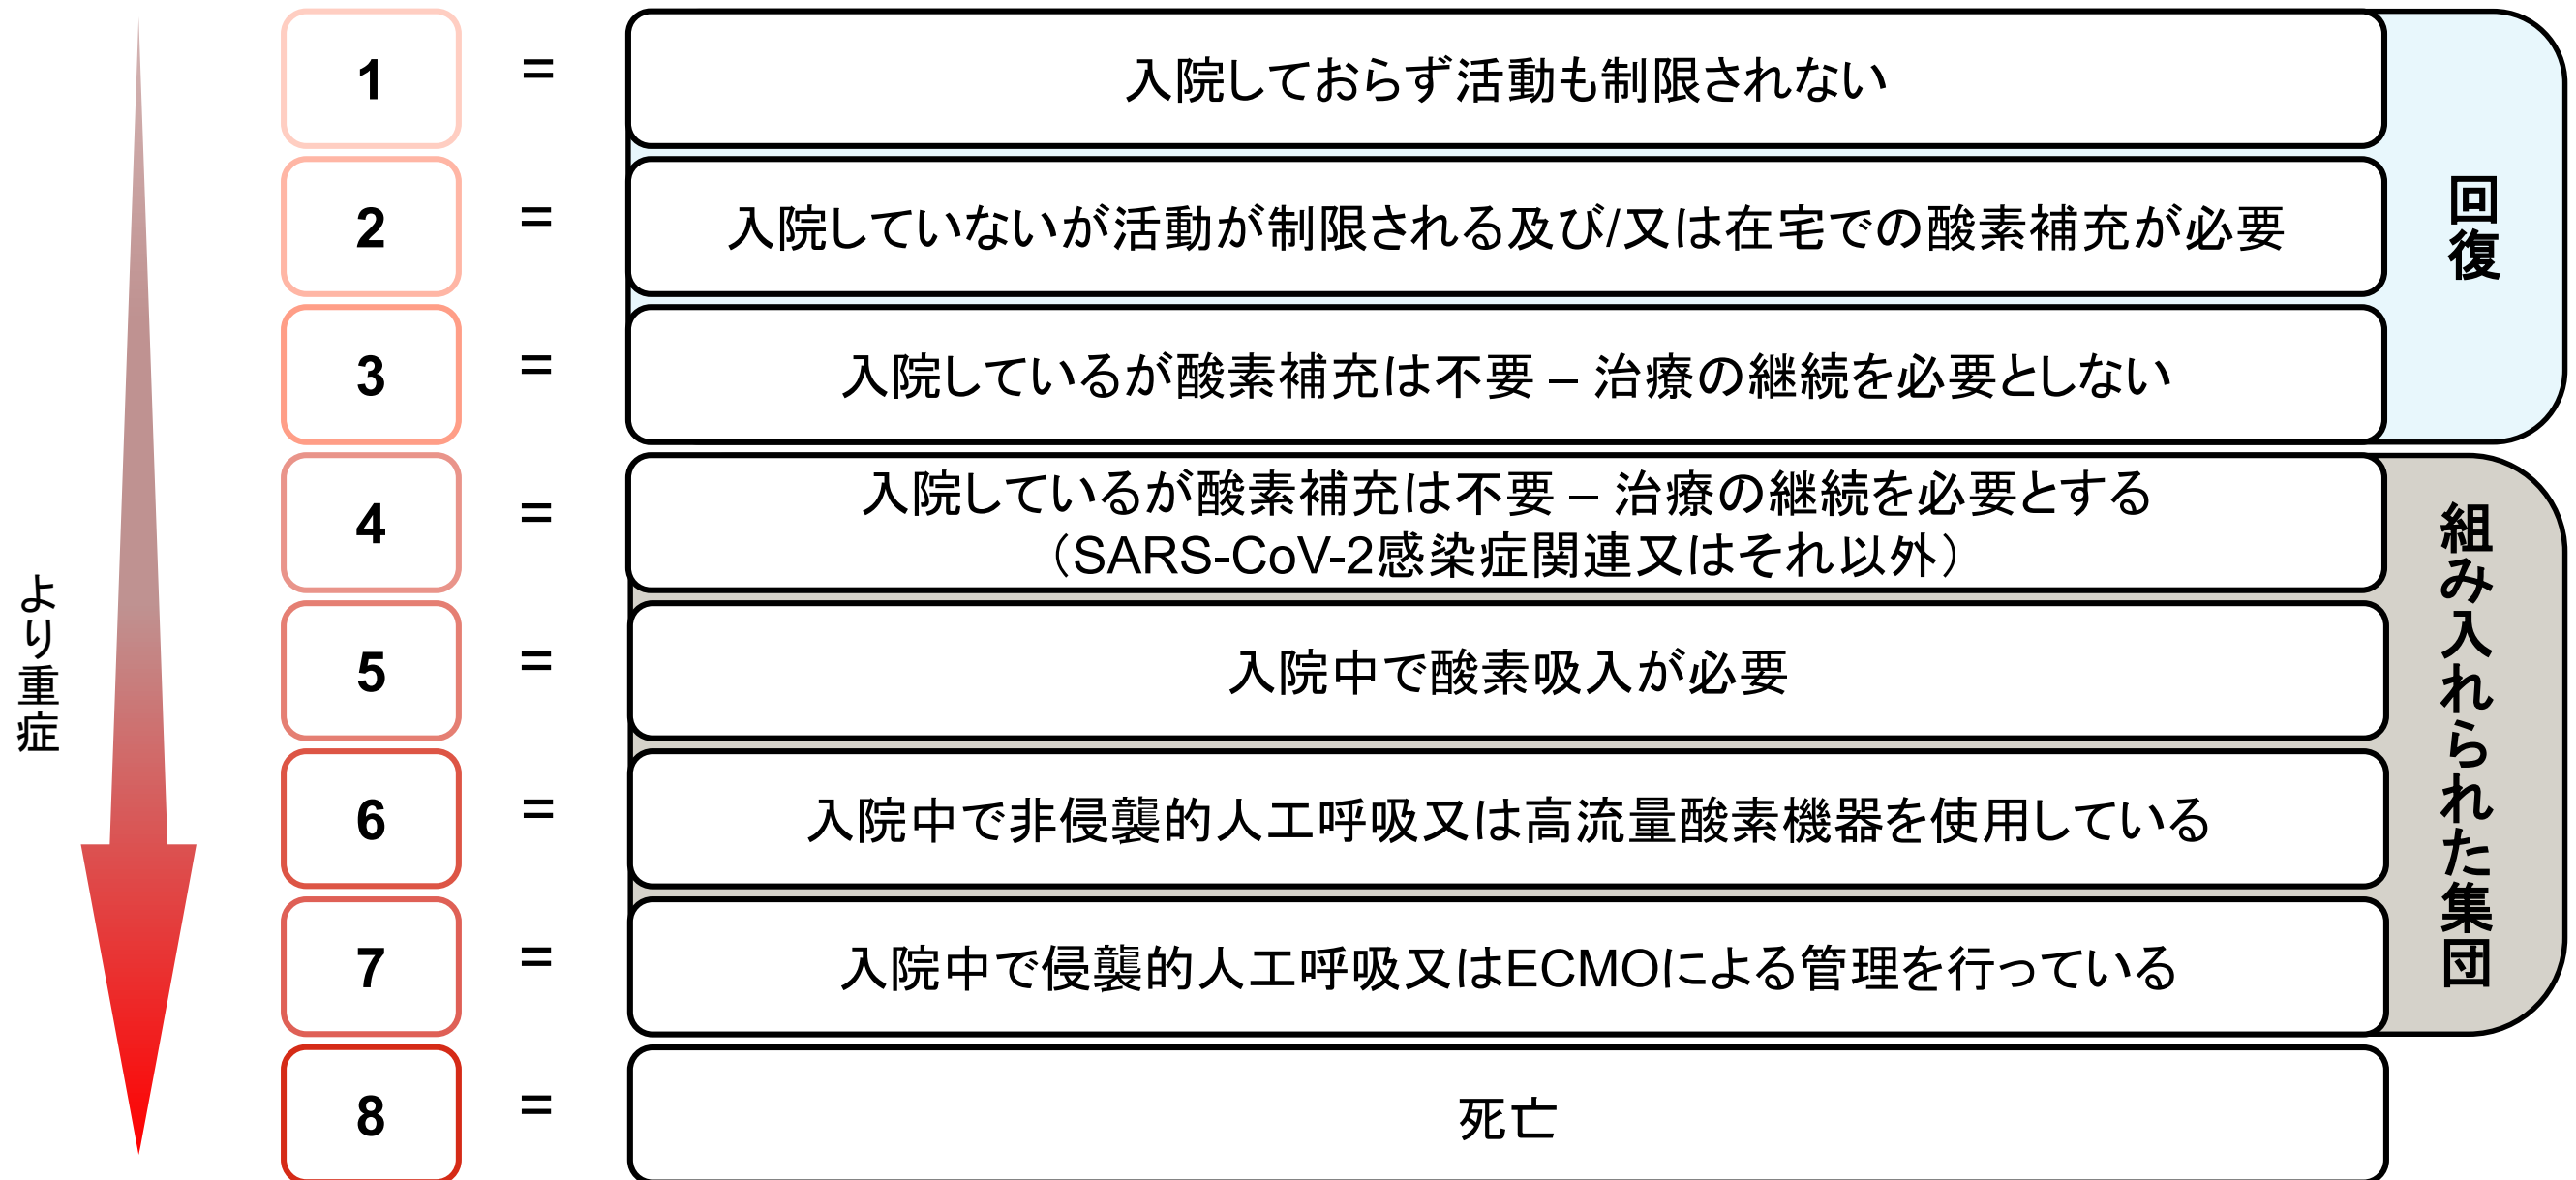 1 = 入院しておらず活動も制限されない
2 = 入院していないが活動が制限される及び/又は在宅での酸素補充が必要
3 = 入院しているが酸素補充は不要 – 治療の継続を必要としない
回復
4 = 入院しているが酸素補充は不要 – 治療の継続を必要とする
（SARS-CoV-2感染症関連又はそれ以外）
5 = 入院中で酸素吸入が必要
6 = 入院中で非侵襲的人工呼吸又は高流量酸素機器を使用している
7 = 入院中で侵襲的人工呼吸又はECMOによる管理を行っている
組み入れられた集団
8 = 死亡
より重症